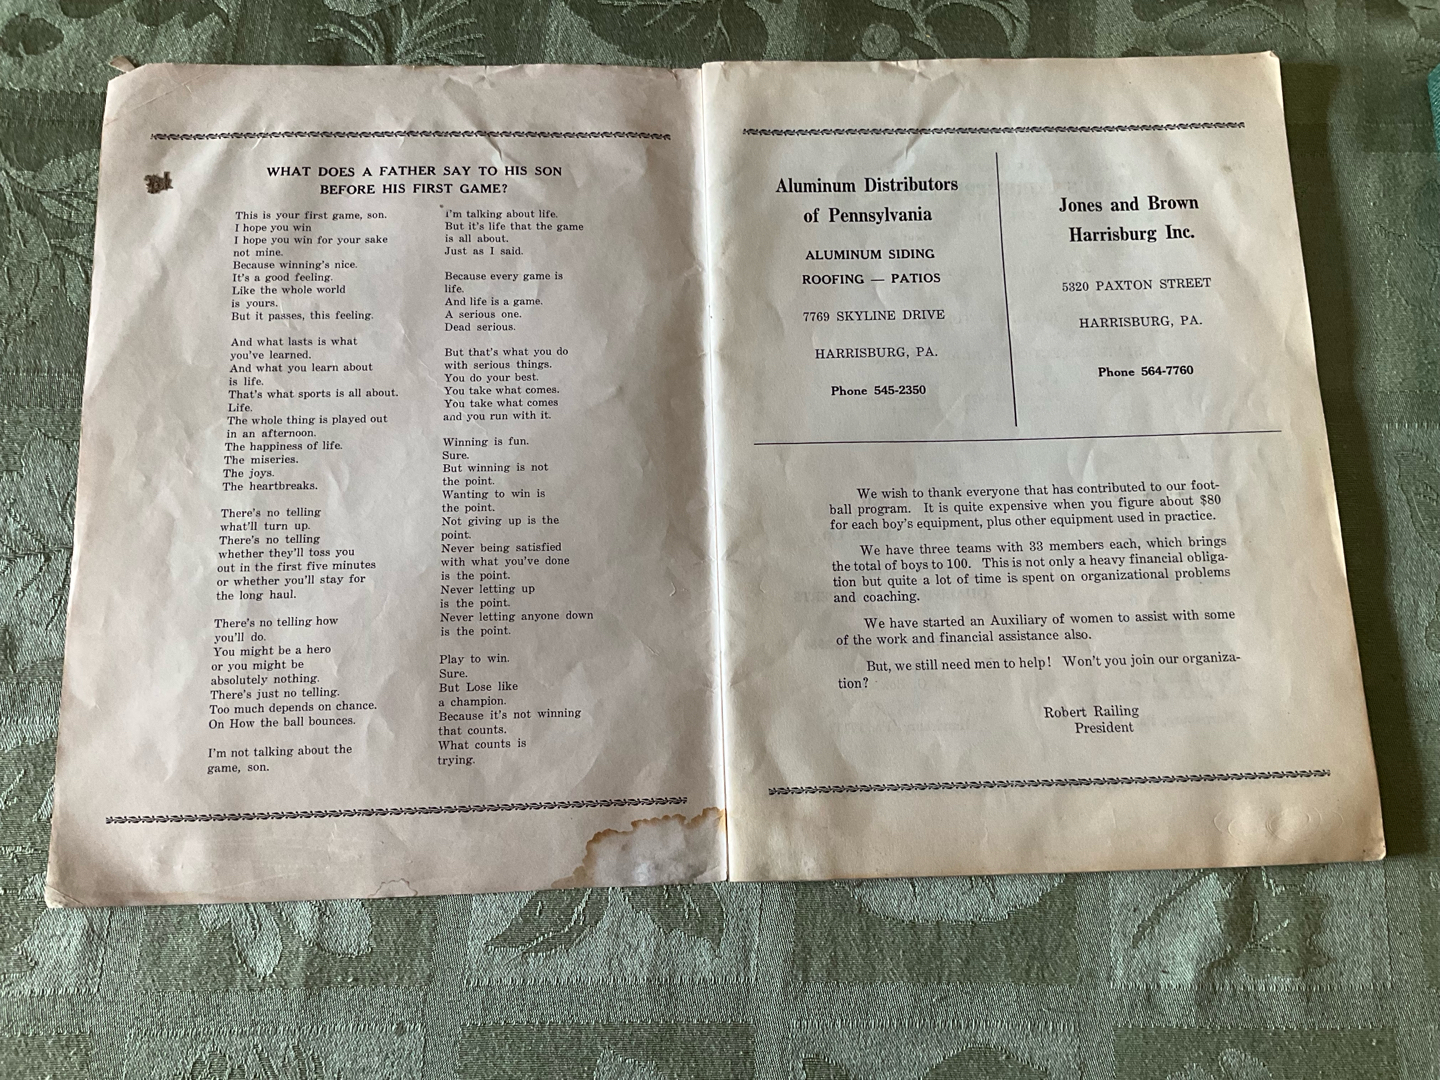 WHAT DOES A FATHER SAY TO HIS SON
BEFORE HIS FIRST GAME?
This is your first game, son.
I hope you win
I hope you win for your sake
not mine.
Because winning's nice.
It's a good feeling.
Like the whole world
is yours.
But it passes, this feeling.
And what lasts is what
you've learned.
And what you learn about
is life.
That's what sports is all about.
Life.
The whole thing is played out
in an afternoon.
The happiness of life.
The miseries.
The joys.
The heartbreaks.
There's no telling
what'll turn up.
There's no telling
whether they'll toss you
out in the first five minutes
or whether you'll stay for
the long haul.
There's no telling how
you'll do.
You might be a hero
or you might be
absolutely nothing.
There's just no telling.
Too much depends on chance.
On How the ball bounces.
I'm not talking about the
game, son.
I'm talking about life.
But it's life that the game
is all about.
Just as I said.
Because every game is
life.
And life is a game.
A serious one.
Dead serious.
But that's what you do
with serious things.
You do your best.
You take what comes.
You take what comes
and you run with it.
Winning is fun.
Sure.
But winning is not
the point.
Wanting to win is
the point.
Not giving up is the
point.
Never being satisfied
with what you've done
is the point.
Never letting up
is the point.
Never letting anyone down
is the point.
Play to win.
Sure.
But Lose like
a champion.
Because it's not winning
that counts.
What counts is
trying.
Aluminum Distributors
of Pennsylvania
ALUMINUM SIDING
ROOFING — PATIOS
7769 SKYLINE DRIVE
HARRISBURG, PA.
Phone 545-2350
Jones and Brown
Harrisburg Inc.
5320 PAXTON STREET
HARRISBURG, PA.
Phone 564-7760
We wish to thank everyone that has contributed to our foot-
ball program. It is quite expensive when you figure about $80
for each boy's equipment, plus other equipment used in practice.
We have three teams with 33 members each, which brings
the total of boys to 100. This is not only a heavy financial obliga-
tion but quite a lot of time is spent on organizational problems
and coaching.
We have started an Auxiliary of women to assist with some
of the work and financial assistance also.
But, we still need men to help! Won't you join our organiza-
tion?
Robert Railing
President